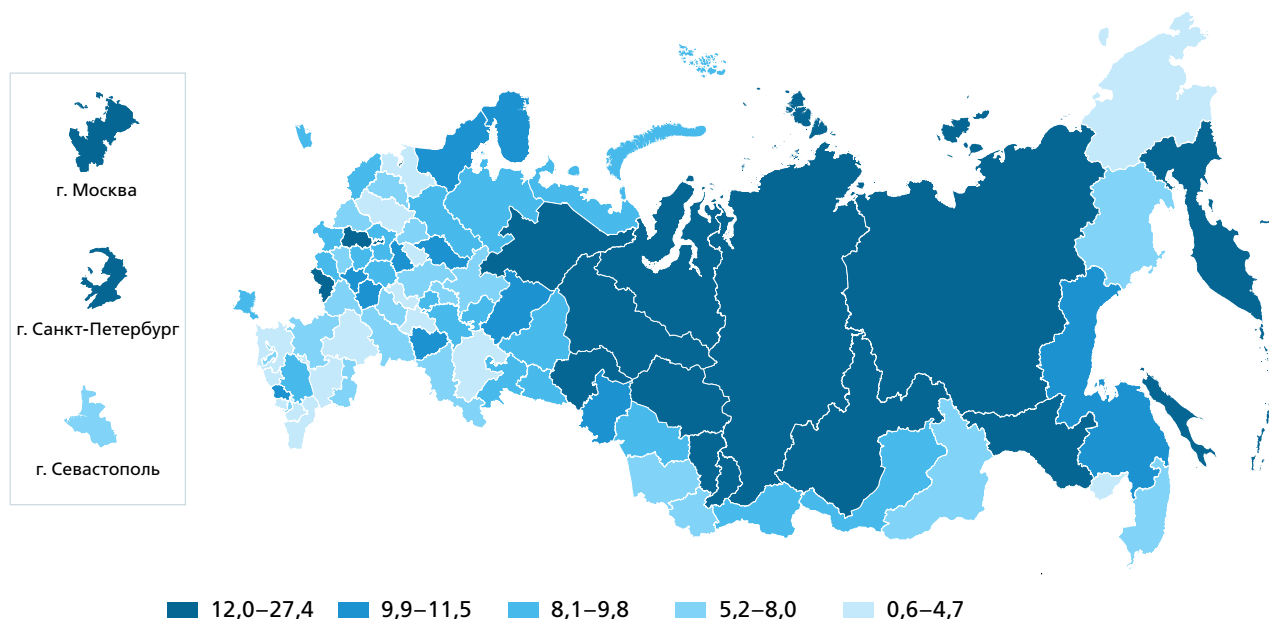 г. Москва
г. Санкт-Петербург
г. Севастополь
12,0–27,4 9,9–11,5 8,1–9,8 5,2–8,0 0,6–4,7